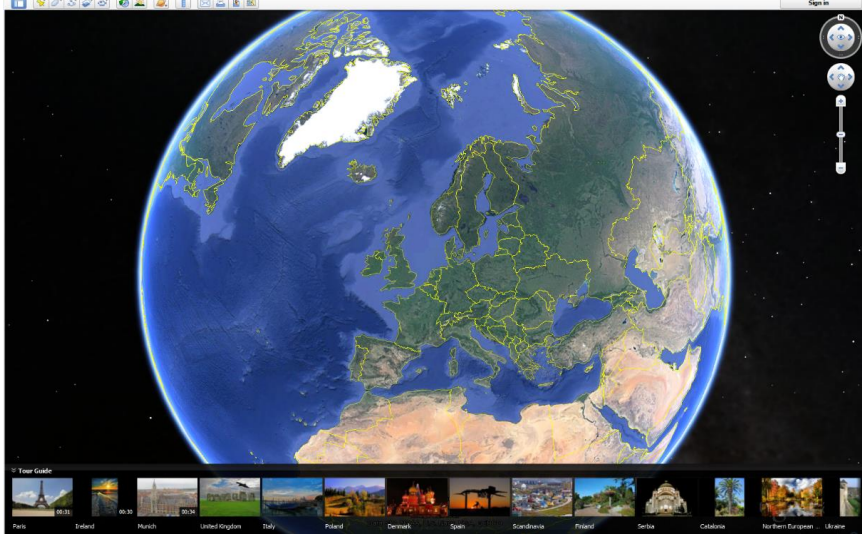 Sign in
N
Tour Guide
00:31
00:30
00:34
Paris
Ireland
Munich
United Kingdom
Italy
Poland
Denmark
Spain
Scandinavia
Finland
Serbia
Catalonia
Northern European ...
Ukraine